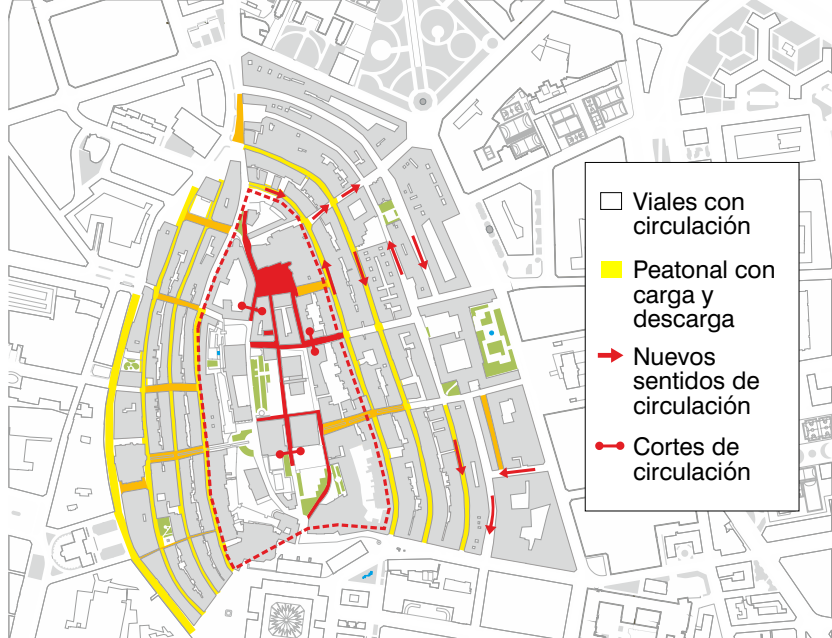 Viales con
circulación
Peatonal con
carga y
descarga
Nuevos
sentidos de
circulación
Cortes de
circulación